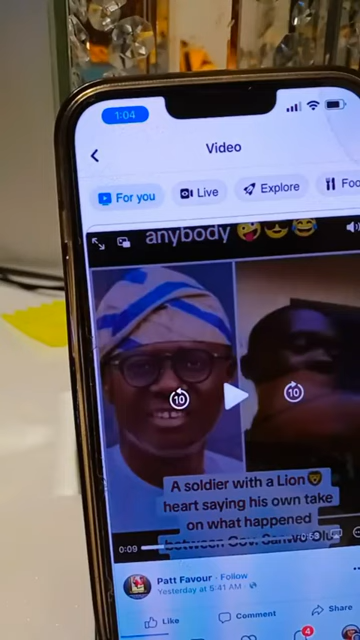 1:04
Video
For you
Live
Explore
anybody 🤪
10
10
A soldier with a Lion🦁
heart saying his own take
on what happened
0:09
Patt Favour · Follow
Yesterday at 5:41 AM
Like
Comment
Share
4